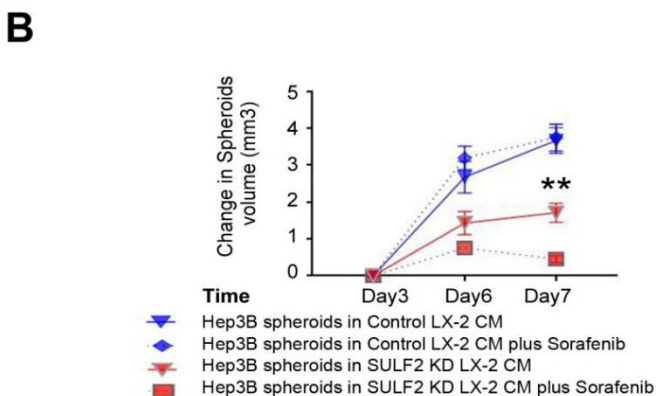 B
Change in Spheroids
volume (mm3)
5
4
3
2
1
0
**
Time Day3 Day6 Day7
Hep3B spheroids in Control LX-2 CM
Hep3B spheroids in Control LX-2 CM plus Sorafenib
Hep3B spheroids in SULF2 KD LX-2 CM
Hep3B spheroids in SULF2 KD LX-2 CM plus Sorafenib